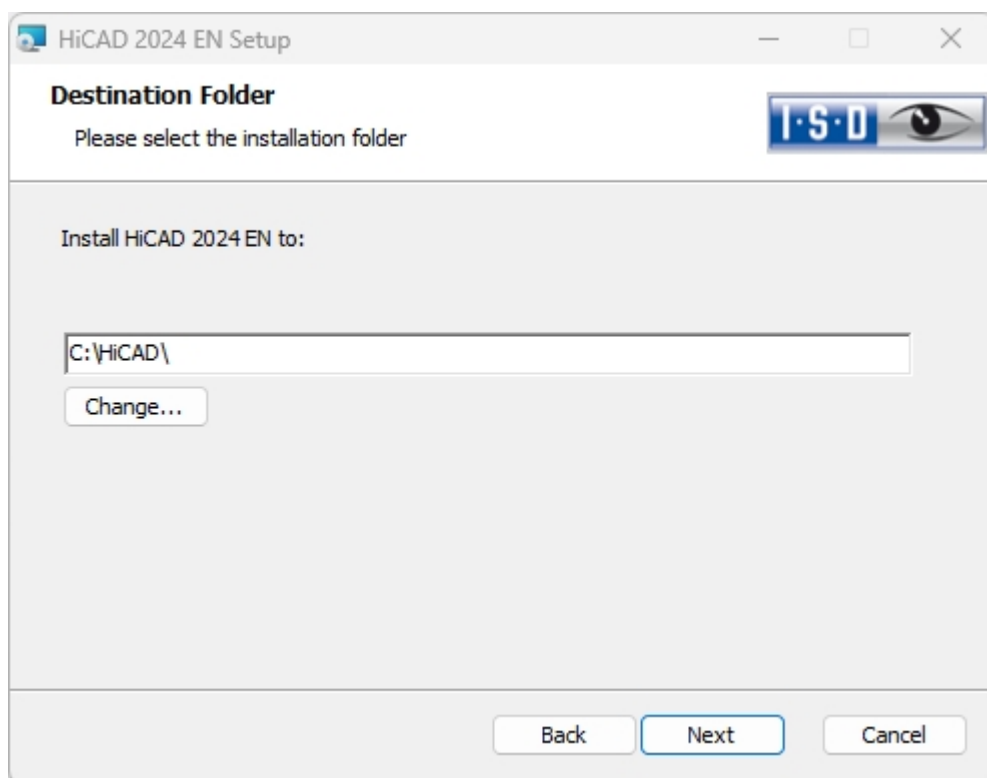 HiCAD 2024 EN Setup
Destination Folder
Please select the installation folder
I·S·D
Install HiCAD 2024 EN to:
C:\HiCAD\
Change...
Back
Next
Cancel